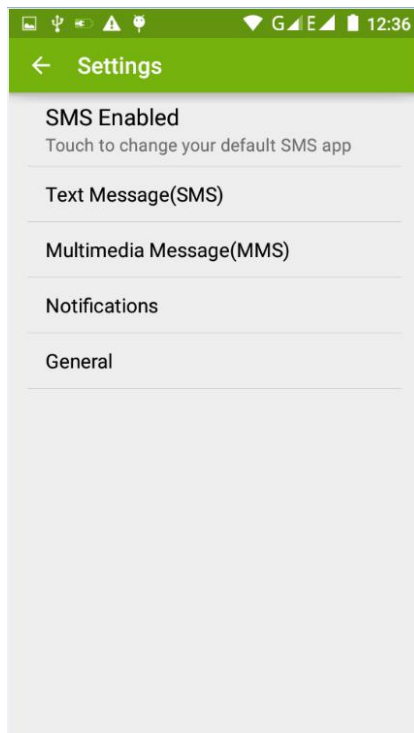 G E 12:36
Settings
SMS Enabled
Touch to change your default SMS app
Text Message(SMS)
Multimedia Message(MMS)
Notifications
General